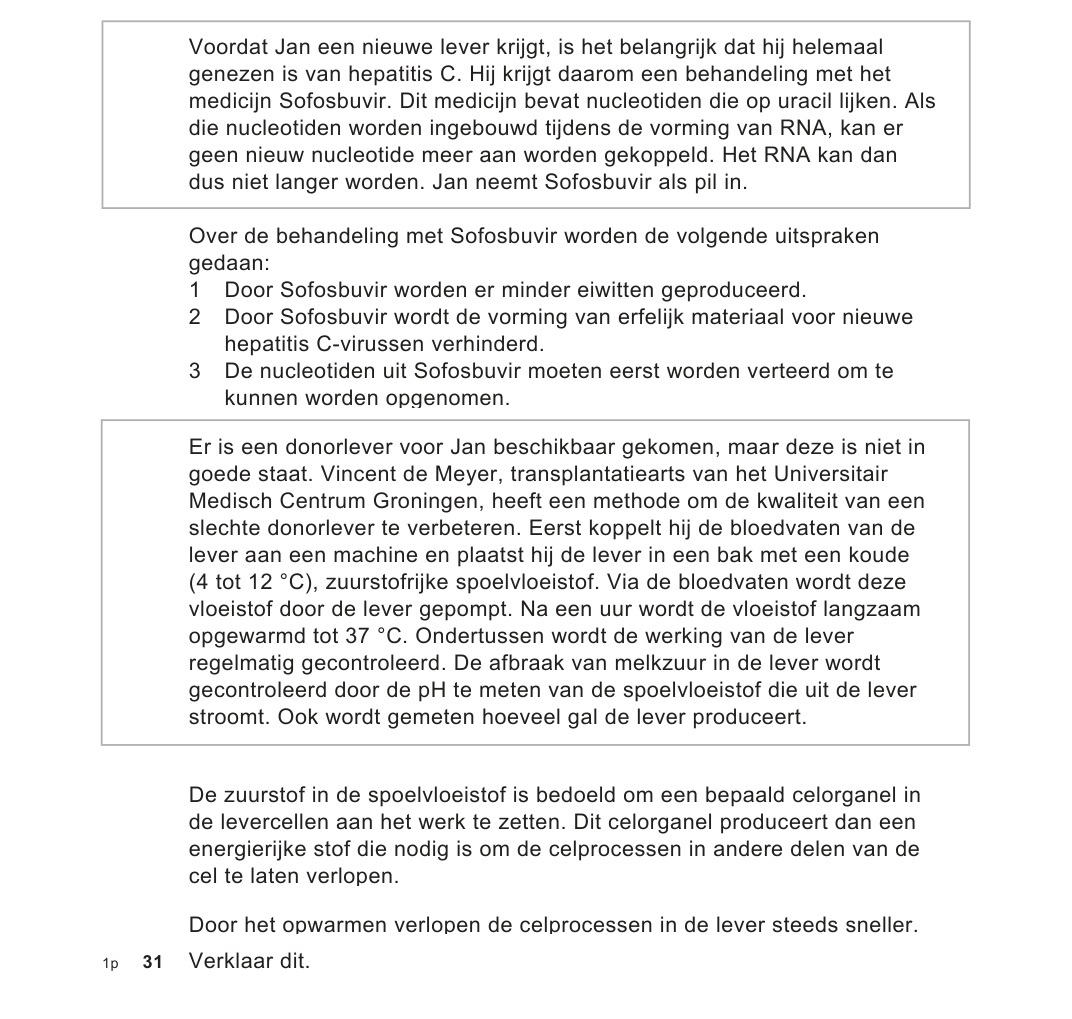 Voordat Jan een nieuwe lever krijgt, is het belangrijk dat hij helemaal
genezen is van hepatitis C. Hij krijgt daarom een behandeling met het
medicijn Sofosbuvir. Dit medicijn bevat nucleotiden die op uracil lijken. Als
die nucleotiden worden ingebouwd tijdens de vorming van RNA, kan er
geen nieuw nucleotide meer aan worden gekoppeld. Het RNA kan dan
dus niet langer worden. Jan neemt Sofosbuvir als pil in.
Over de behandeling met Sofosbuvir worden de volgende uitspraken
gedaan:
1 Door Sofosbuvir worden er minder eiwitten geproduceerd.
2 Door Sofosbuvir wordt de vorming van erfelijk materiaal voor nieuwe
hepatitis C-virussen verhinderd.
3 De nucleotiden uit Sofosbuvir moeten eerst worden verteerd om te
kunnen worden opgenomen.
Er is een donorlever voor Jan beschikbaar gekomen, maar deze is niet in
goede staat. Vincent de Meyer, transplantatiearts van het Universitair
Medisch Centrum Groningen, heeft een methode om de kwaliteit van een
slechte donorlever te verbeteren. Eerst koppelt hij de bloedvaten van de
lever aan een machine en plaatst hij de lever in een bak met een koude
(4 tot 12 °C), zuurstofrijke spoelvloeistof. Via de bloedvaten wordt deze
vloeistof door de lever gepompt. Na een uur wordt de vloeistof langzaam
opgewarmd tot 37 °C. Ondertussen wordt de werking van de lever
regelmatig gecontroleerd. De afbraak van melkzuur in de lever wordt
gecontroleerd door de pH te meten van de spoelvloeistof die uit de lever
stroomt. Ook wordt gemeten hoeveel gal de lever produceert.
De zuurstof in de spoelvloeistof is bedoeld om een bepaald celorganel in
de levercellen aan het werk te zetten. Dit celorganel produceert dan een
energierijke stof die nodig is om de celprocessen in andere delen van de
cel te laten verlopen.
Door het opwarmen verlopen de celprocessen in de lever steeds sneller.
1p 31 Verklaar dit.